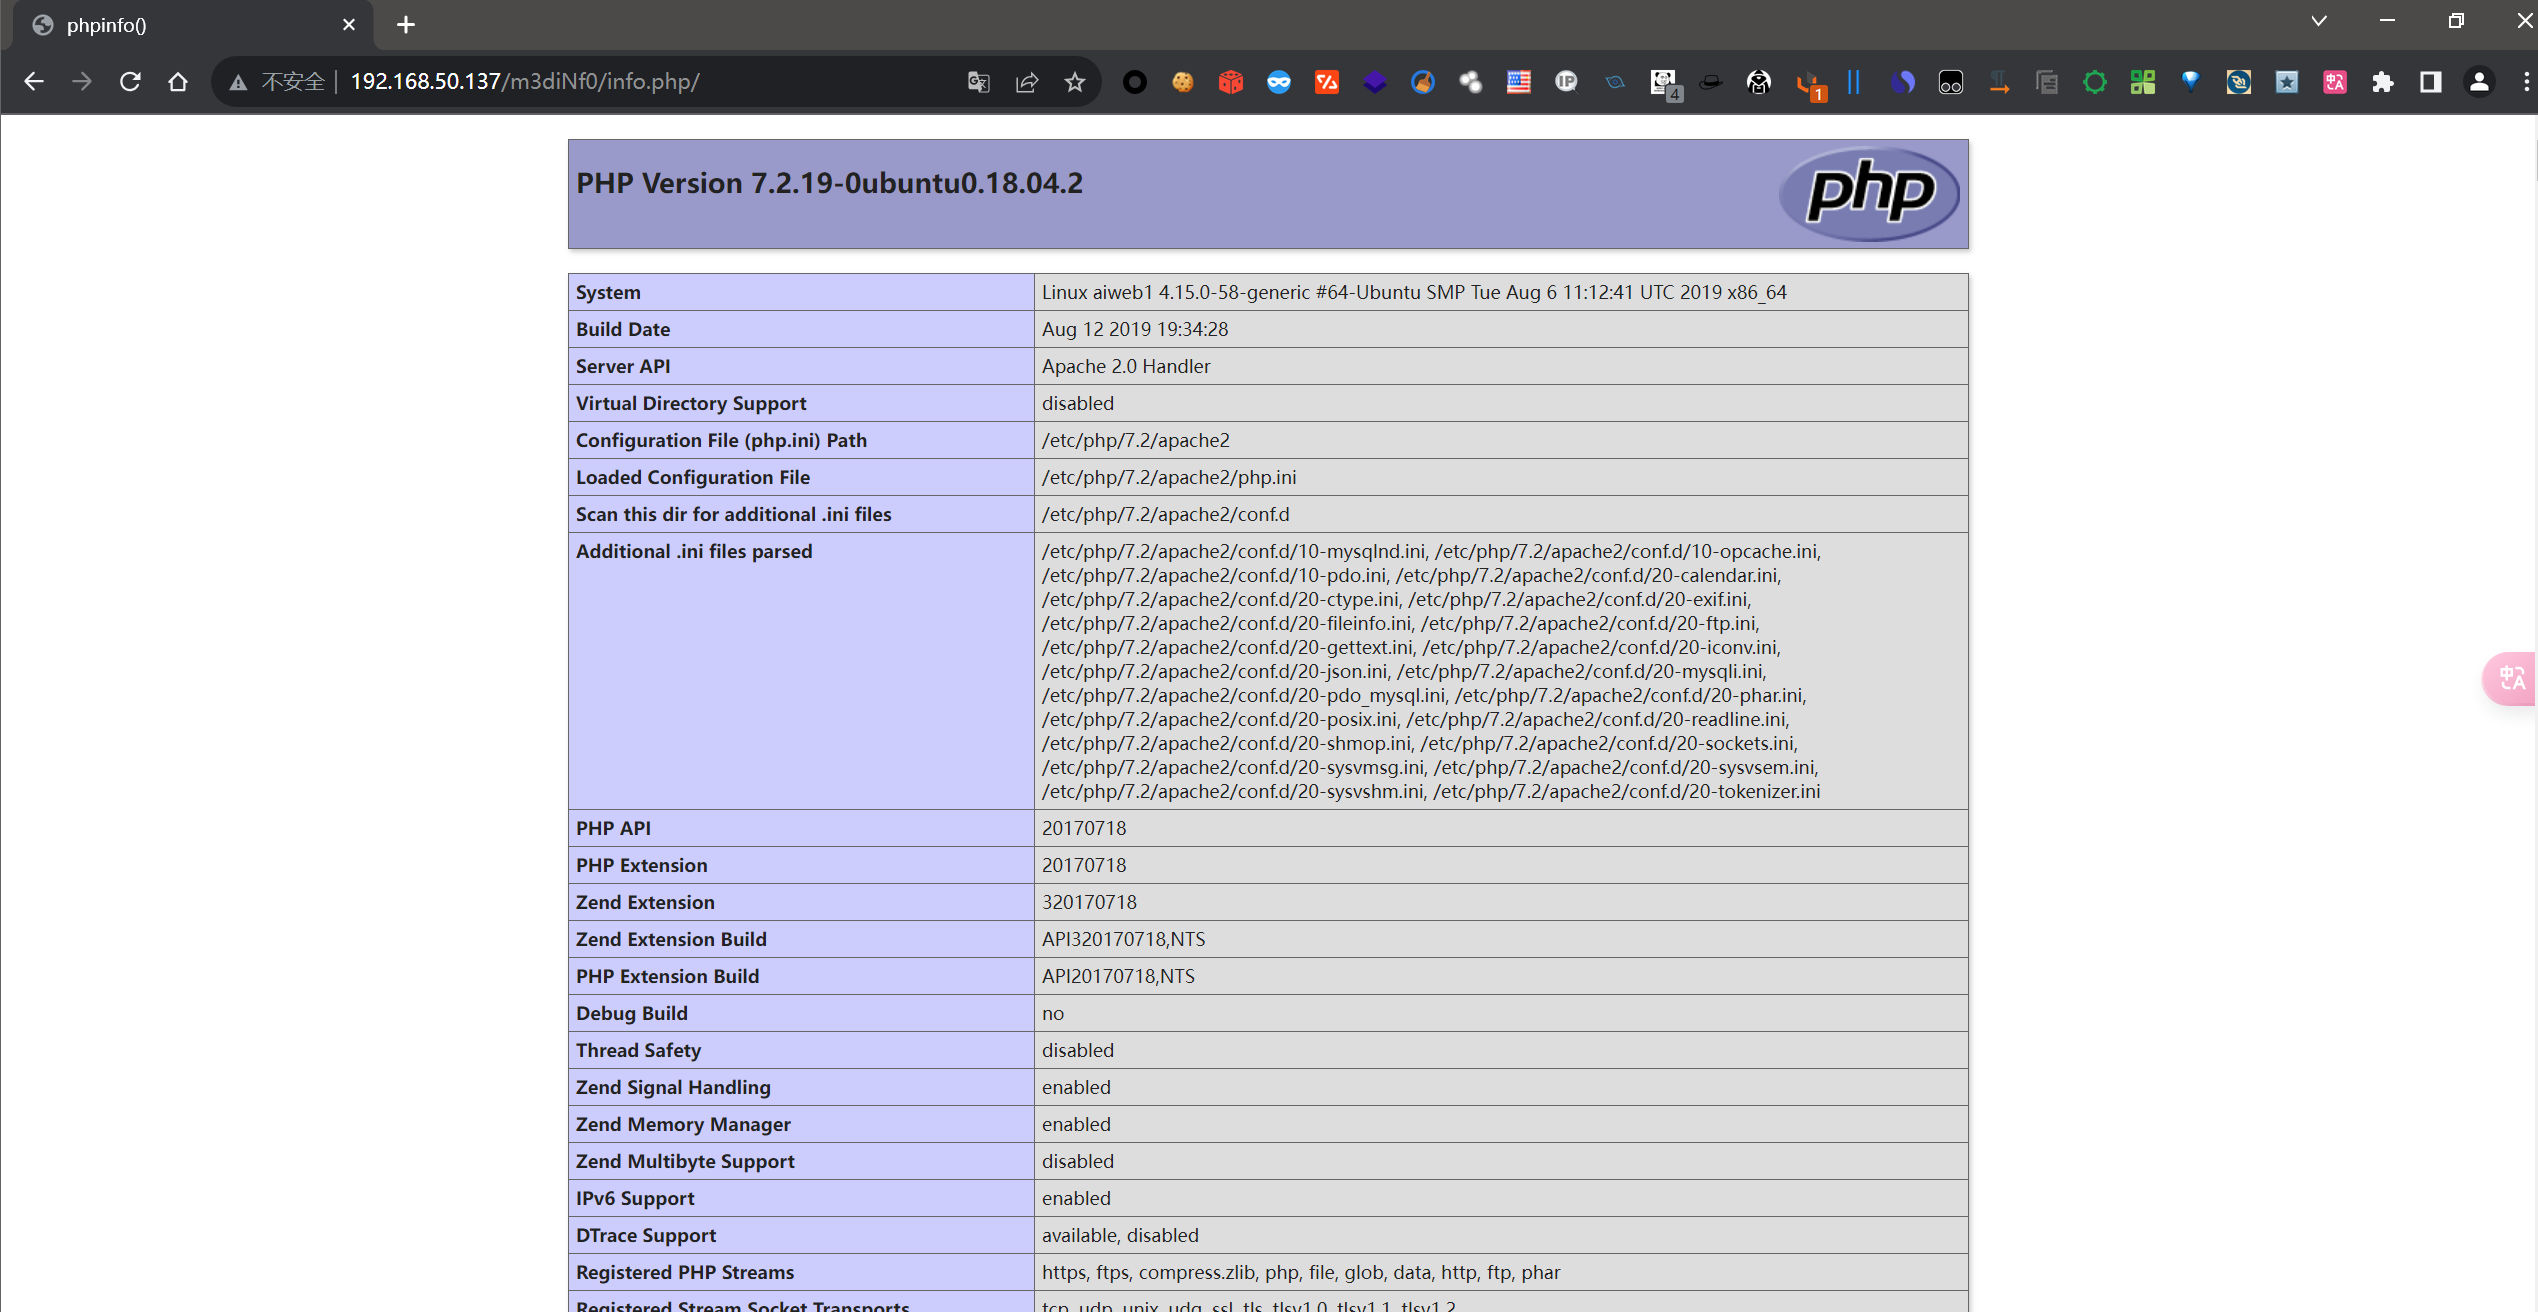 phpinfo()
不安全 192.168.50.137/m3diNf0/info.php/
4
1
PHP Version 7.2.19-0ubuntu0.18.04.2
php
System Linux aiweb1 4.15.0-58-generic #64-Ubuntu SMP Tue Aug 6 11:12:41 UTC 2019 x86_64
Build Date Aug 12 2019 19:34:28
Server API Apache 2.0 Handler
Virtual Directory Support disabled
Configuration File (php.ini) Path /etc/php/7.2/apache2
Loaded Configuration File /etc/php/7.2/apache2/php.ini
Scan this dir for additional .ini files /etc/php/7.2/apache2/conf.d
Additional .ini files parsed /etc/php/7.2/apache2/conf.d/10-mysqlnd.ini, /etc/php/7.2/apache2/conf.d/10-opcache.ini,
/etc/php/7.2/apache2/conf.d/10-pdo.ini, /etc/php/7.2/apache2/conf.d/20-calendar.ini,
/etc/php/7.2/apache2/conf.d/20-ctype.ini, /etc/php/7.2/apache2/conf.d/20-exif.ini,
/etc/php/7.2/apache2/conf.d/20-fileinfo.ini, /etc/php/7.2/apache2/conf.d/20-ftp.ini,
/etc/php/7.2/apache2/conf.d/20-gettext.ini, /etc/php/7.2/apache2/conf.d/20-iconv.ini,
/etc/php/7.2/apache2/conf.d/20-json.ini, /etc/php/7.2/apache2/conf.d/20-mysqli.ini,
/etc/php/7.2/apache2/conf.d/20-pdo_mysql.ini, /etc/php/7.2/apache2/conf.d/20-phar.ini,
/etc/php/7.2/apache2/conf.d/20-posix.ini, /etc/php/7.2/apache2/conf.d/20-readline.ini,
/etc/php/7.2/apache2/conf.d/20-shmop.ini, /etc/php/7.2/apache2/conf.d/20-sockets.ini,
/etc/php/7.2/apache2/conf.d/20-sysvmsg.ini, /etc/php/7.2/apache2/conf.d/20-sysvsem.ini,
/etc/php/7.2/apache2/conf.d/20-sysvshm.ini, /etc/php/7.2/apache2/conf.d/20-tokenizer.ini
PHP API 20170718
PHP Extension 20170718
Zend Extension 320170718
Zend Extension Build API320170718,NTS
PHP Extension Build API20170718,NTS
Debug Build no
Thread Safety disabled
Zend Signal Handling enabled
Zend Memory Manager enabled
Zend Multibyte Support disabled
IPv6 Support enabled
DTrace Support available, disabled
Registered PHP Streams https, ftps, compress.zlib, php, file, glob, data, http, ftp, phar
Registered Stream Socket Transports tcp, udp, unix, udg, ssl, tls, tlsv1.0, tlsv1.1, tlsv1.2